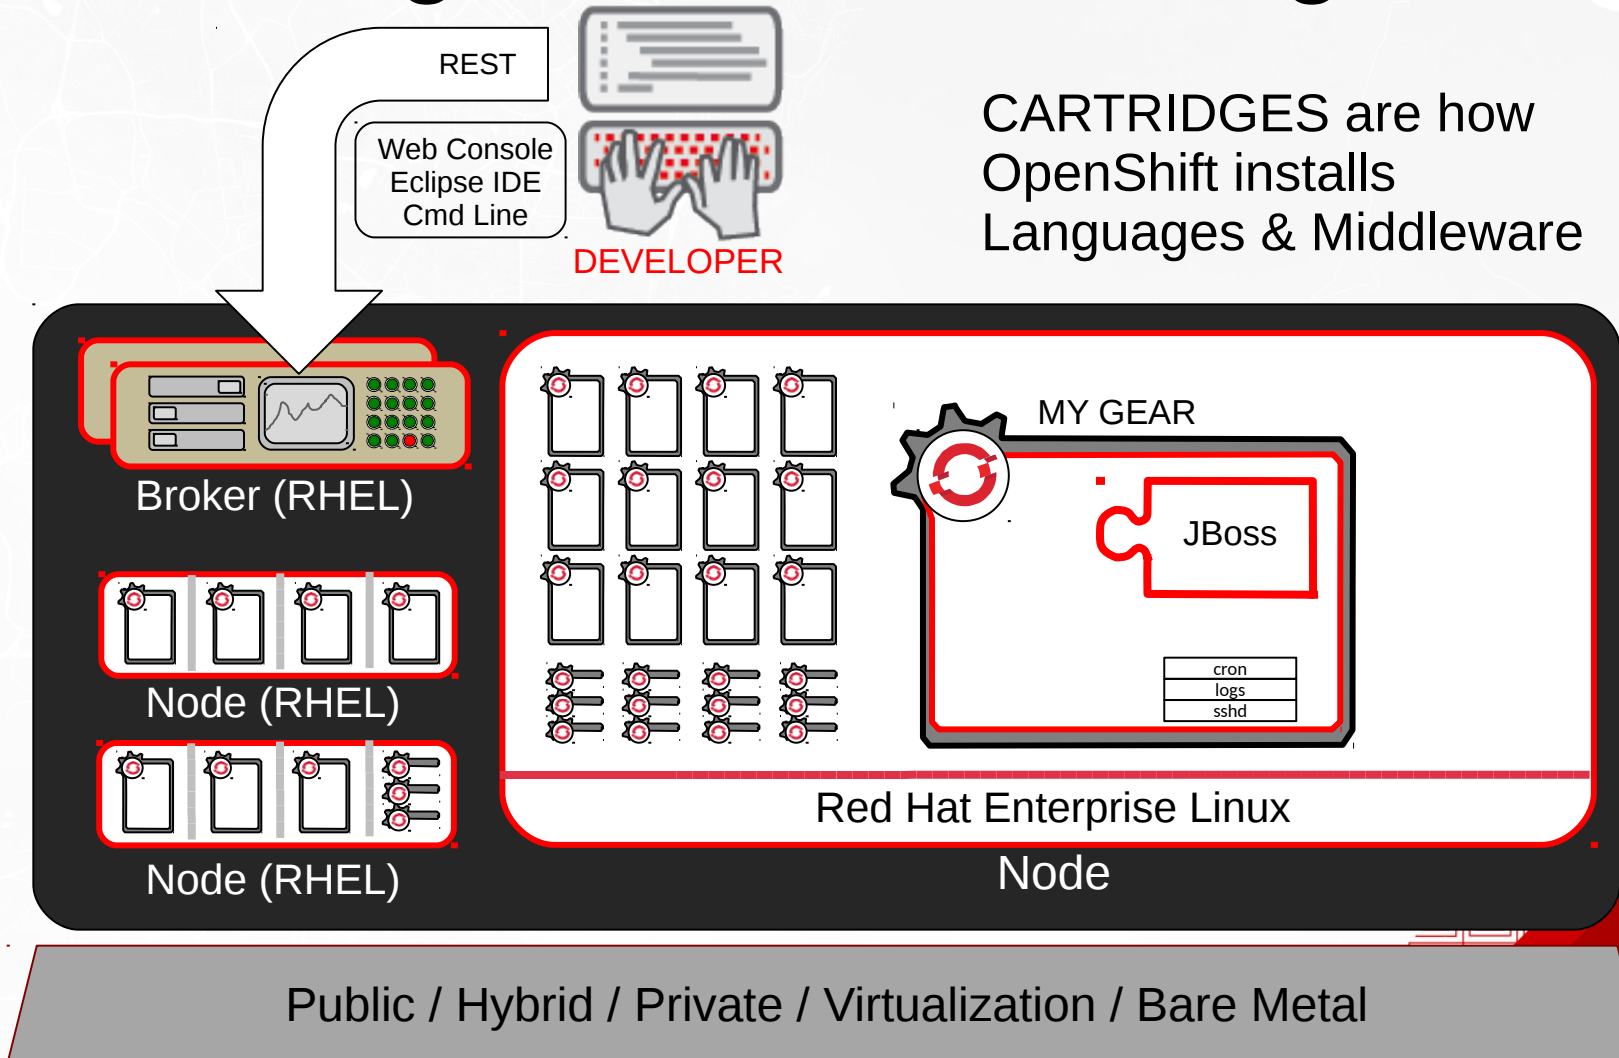 REST
Web Console
Eclipse IDE
Cmd Line
DEVELOPER
CARTRIDGES are how
OpenShift installs
Languages & Middleware
Broker (RHEL)
Node (RHEL)
Node (RHEL)
MY GEAR
JBoss
cron
logs
sshd
Red Hat Enterprise Linux
Node
Public / Hybrid / Private / Virtualization / Bare Metal